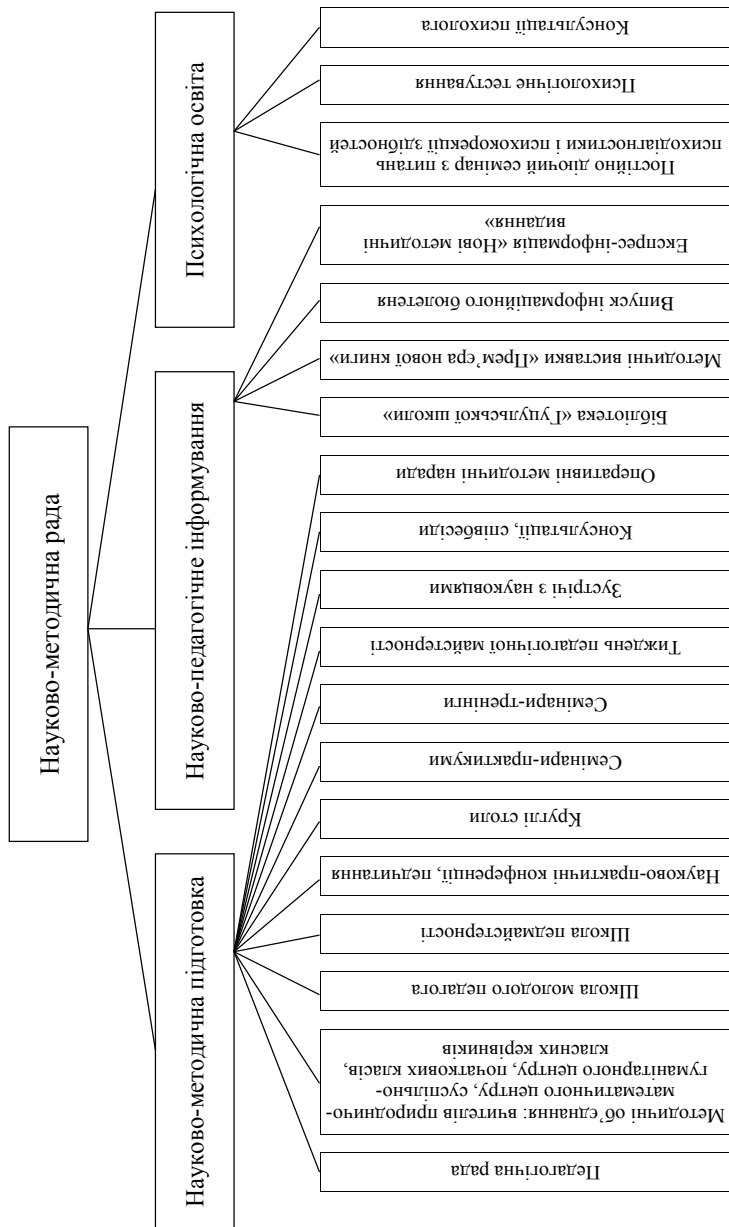 Науково-методична рада
Науково-методична підготовка
Науково-педагогічне інформування
Психологічна освіта
Педагогічна рада
Методичні об’єднання: вчителів природничо-
математичного центру, суспільно-
гуманітарного центру, початкових класів,
класних керівників
Школа молодого педагога
Школа педмайстерності
Науково-практичні конференції, педчитання
Круглі столи
Семінари-практикуми
Семінари-тренінги
Тиждень педагогічної майстерності
Зустрічі з науковцями
Консультації, співбесіди
Оперативні методичні наради
Бібліотека «Гуцульської школи»
Методичні виставки «Прем’єра нової книги»
Випуск інформаційного бюлетеня
Експрес-інформація «Нові методичні
видання»
Постійно діючий семінар з питань
психодіагностики і психокорекції здібностей
Психологічне тестування
Консультації психолога